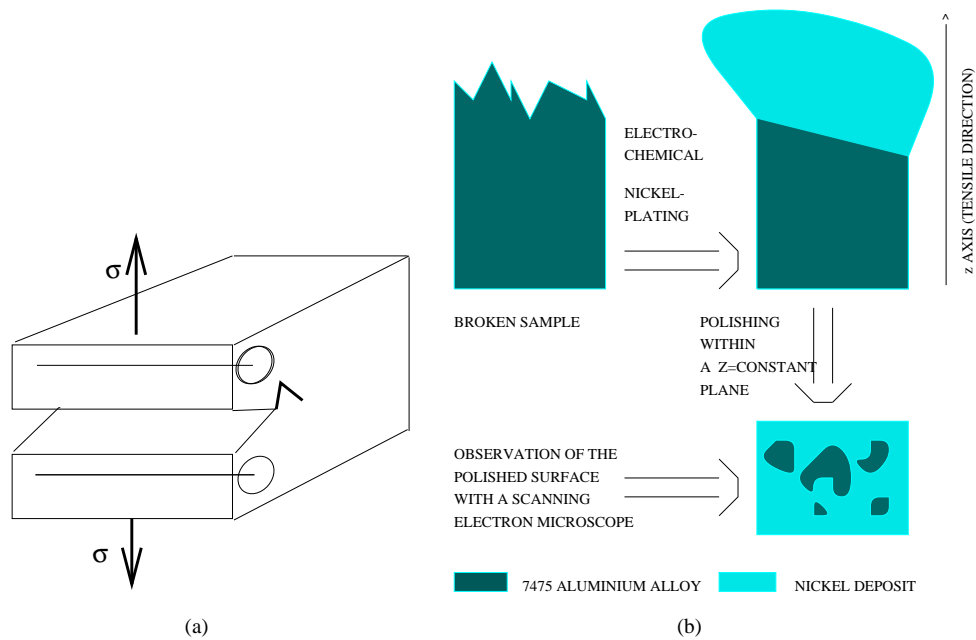 σ
σ
(a)
ELECTRO-
CHEMICAL
NICKEL-
PLATING
z AXIS (TENSILE DIRECTION)
BROKEN SAMPLE
POLISHING
WITHIN
A Z=CONSTANT
PLANE
OBSERVATION OF THE
POLISHED SURFACE
WITH A SCANNING
ELECTRON MICROSCOPE
7475 ALUMINIUM ALLOY
NICKEL DEPOSIT
(b)